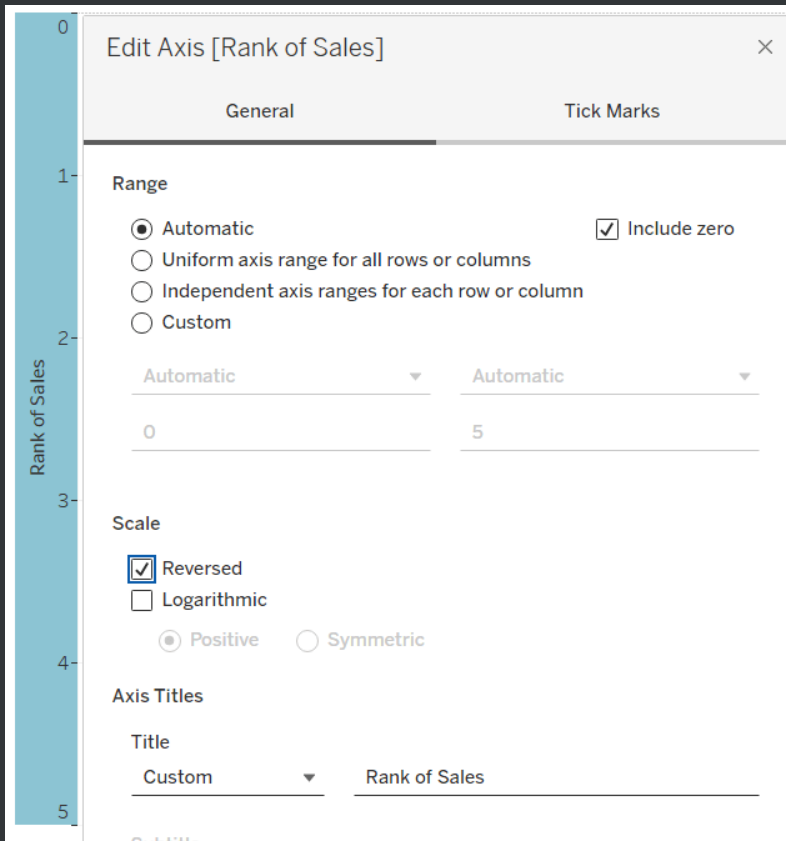 0
Edit Axis [Rank of Sales]
General
Tick Marks
1
Range
Automatic
Include zero
Uniform axis range for all rows or columns
Independent axis ranges for each row or column
Custom
2
Automatic
Automatic
Rank of Sales
0
5
3
Scale
Reversed
Logarithmic
Positive
Symmetric
4
Axis Titles
Title
Custom
Rank of Sales
5